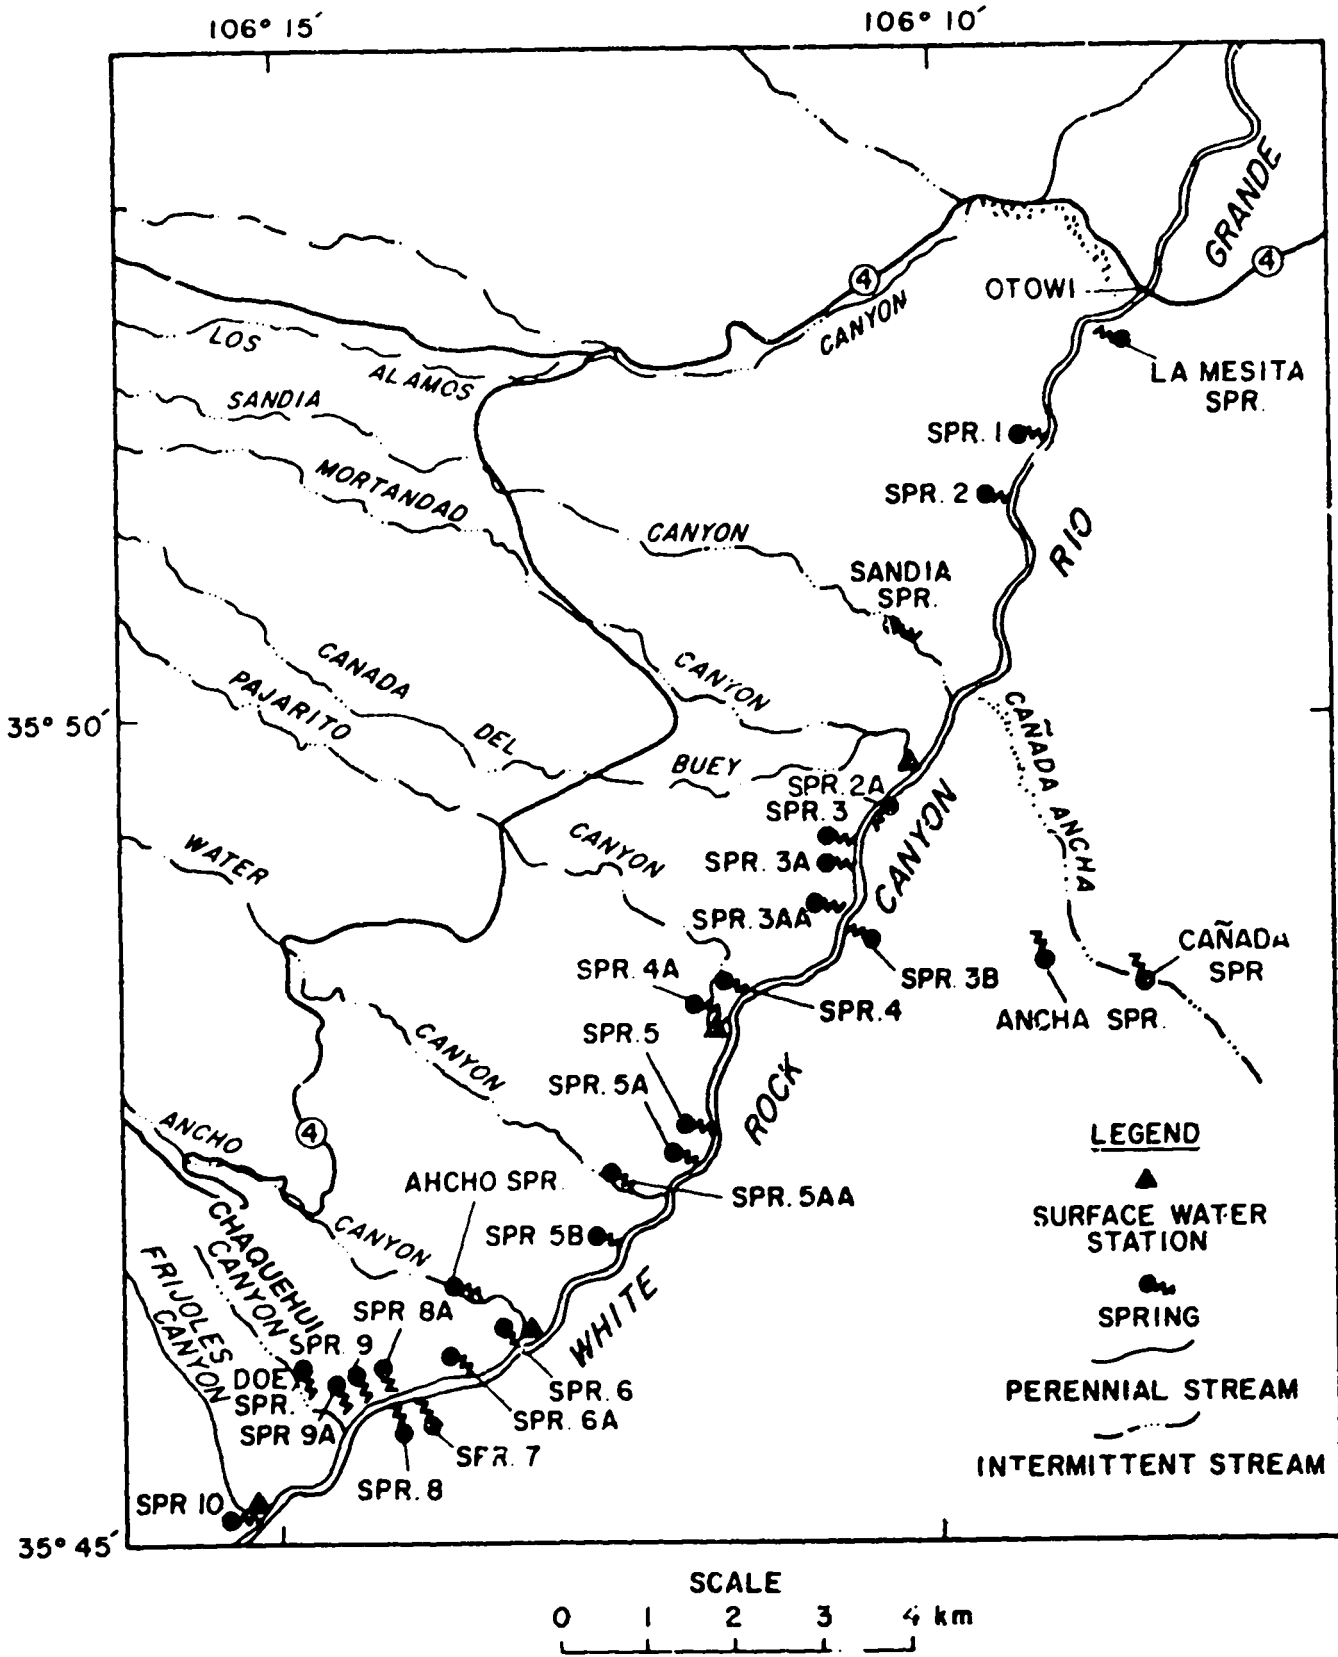 106° 15′
106° 10′
GRANDE
4
4
OTOWI
CANYON
LOS
ALAMOS
LA MESITA
SPR.
SANDIA
SPR. 1
MORTANDAD
SPR. 2
CANYON
RIO
SANDIA
SPR.
CANADA
CANYON
PAJARITO
35° 50′
DEL
BUEY
CAÑADA ANCHA
SPR. 2A
SPR. 3
CANYON
WATER
CANYON
SPR. 3A
SPR. 3AA
CAÑADA
SPR
SPR. 4A
SPR. 3B
SPR. 4
ANCHO
ANCHA SPR.
SPR. 5
CANYON
SPR. 5A
ROCK
4
AHCHO SPR.
SPR. 5AA
CANYON
SPR 5B
CHAQUEHUI
CANYON
FRIJOLES
CANYON
SPR 8A
SPR. 9
WHITE
DOE
SPR.
SPR 9A
SPR. 6
SPR. 6A
SPR. 7
SPR. 8
SPR 10
LEGEND
SURFACE WATER
STATION
SPRING
PERENNIAL STREAM
INTERMITTENT STREAM
35° 45′
SCALE
0 1 2 3 4 km